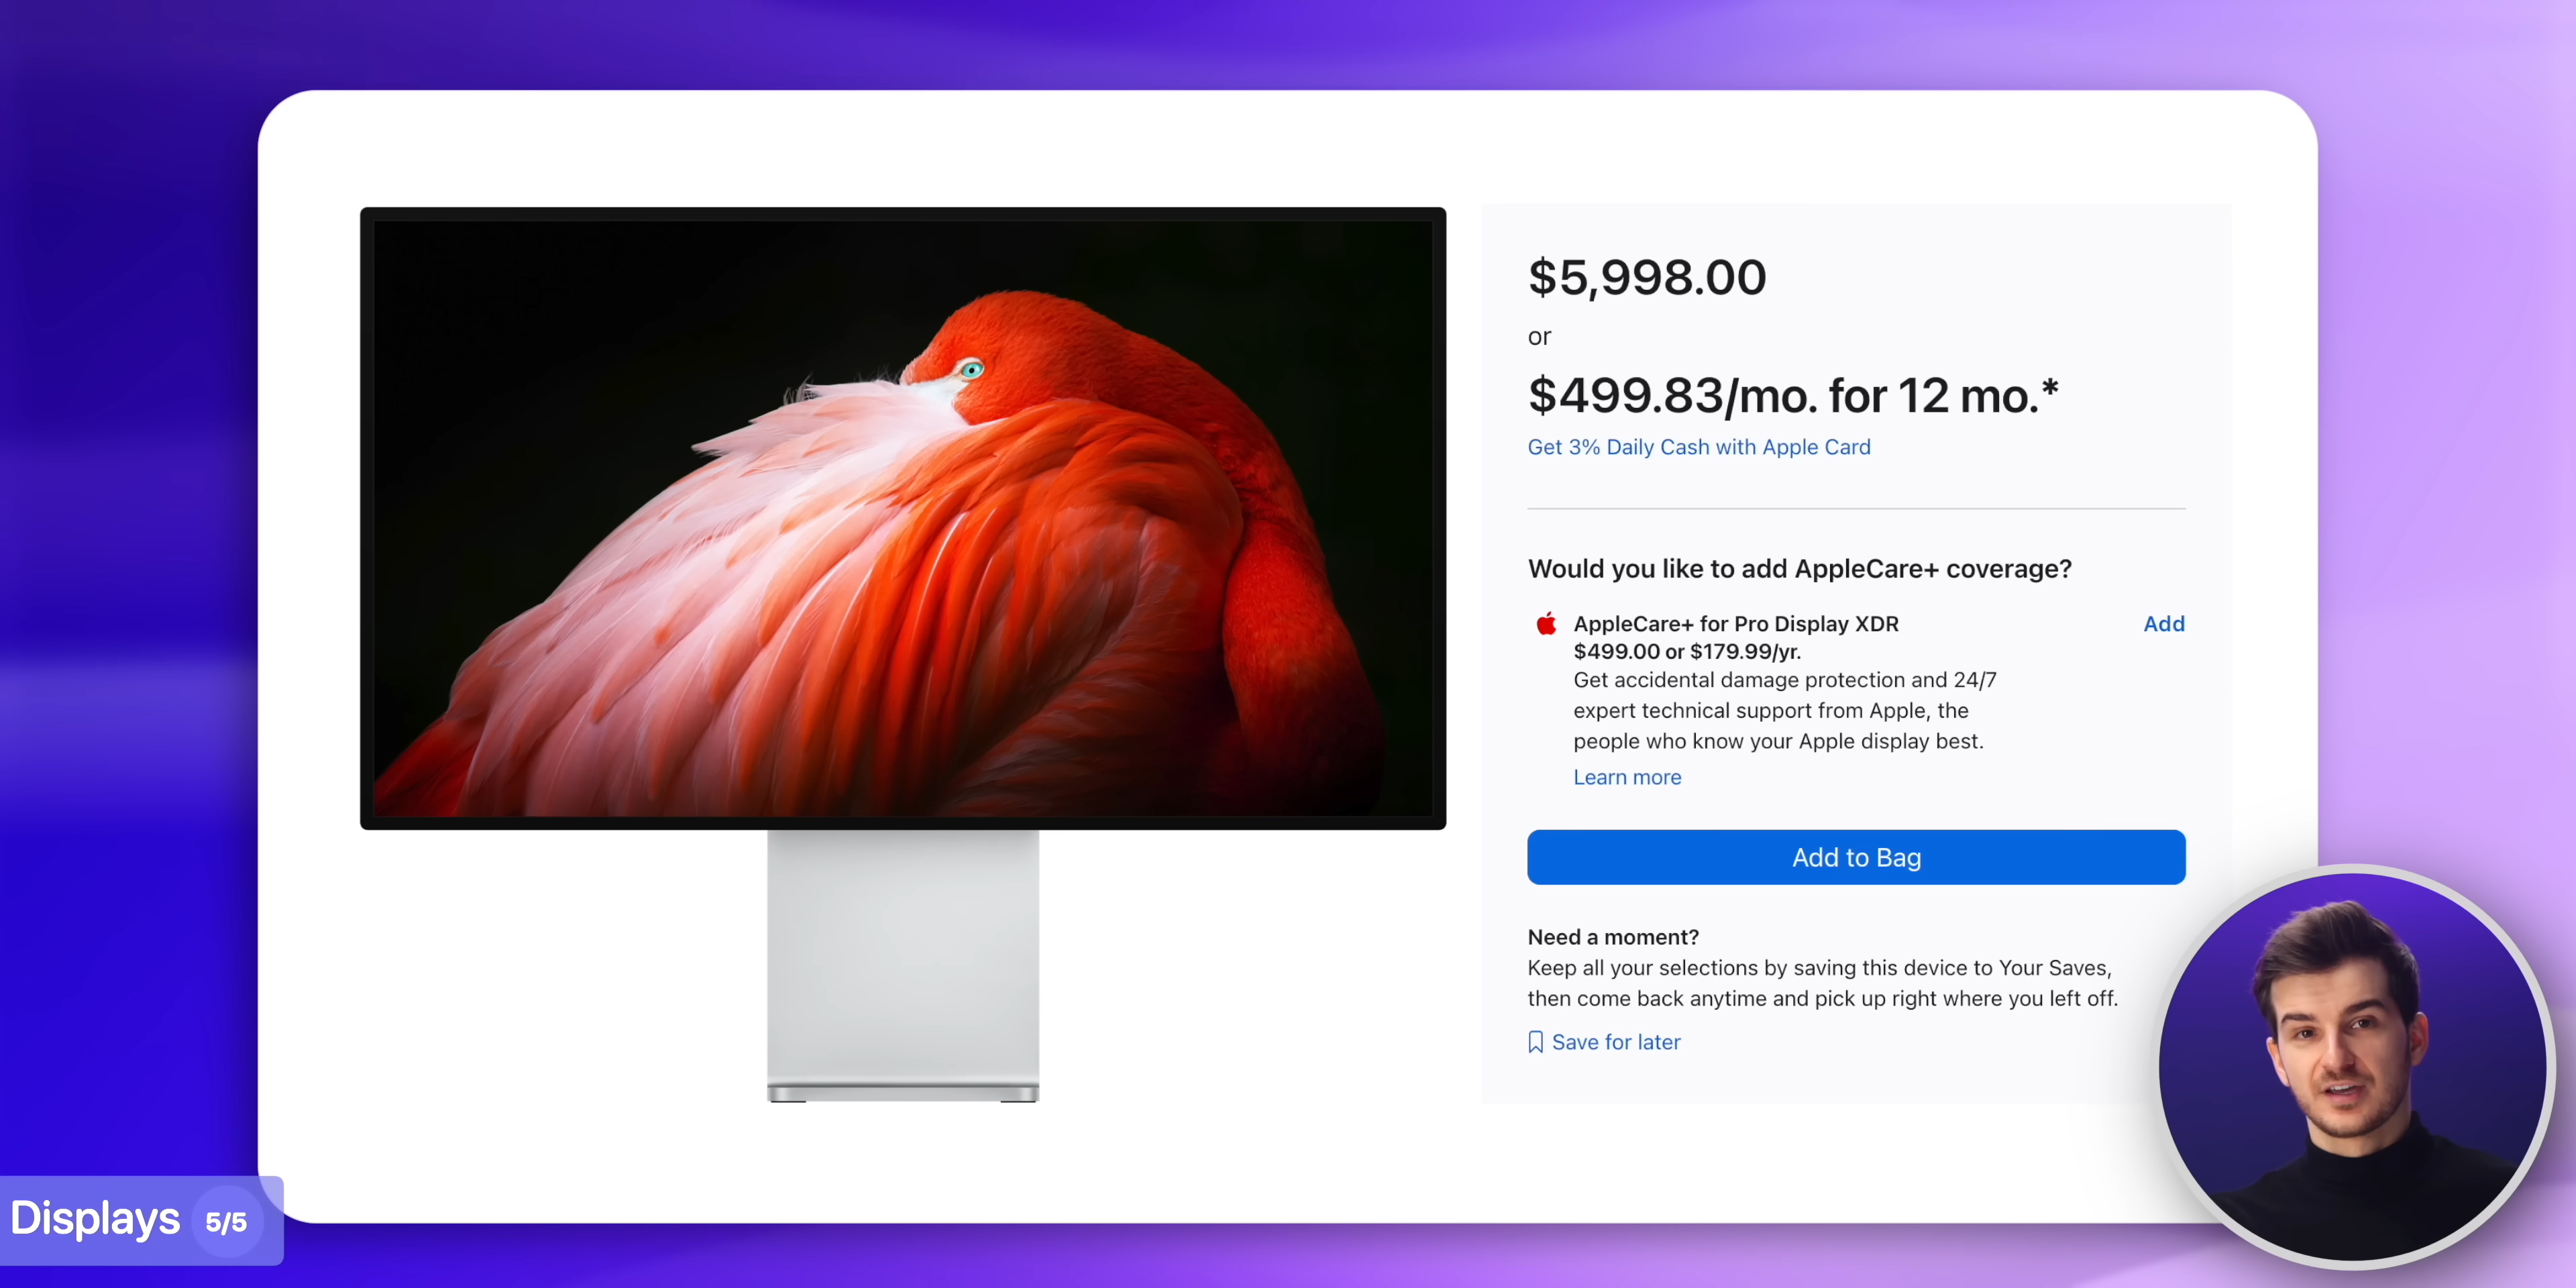 $5,998.00
or
$499.83/mo. for 12 mo.*
Get 3% Daily Cash with Apple Card
Would you like to add AppleCare+ coverage?
AppleCare+ for Pro Display XDR
Add
$499.00 or $179.99/yr.
Get accidental damage protection and 24/7
expert technical support from Apple, the
people who know your Apple display best.
Learn more
Add to Bag
Need a moment?
Keep all your selections by saving this device to Your Saves,
then come back anytime and pick up right where you left off.
Save for later
Displays 5/5